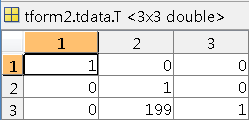 tform2.tdata.T <3x3 double>
1 2 3
1 1 0 0
2 0 1 0
3 0 199 1